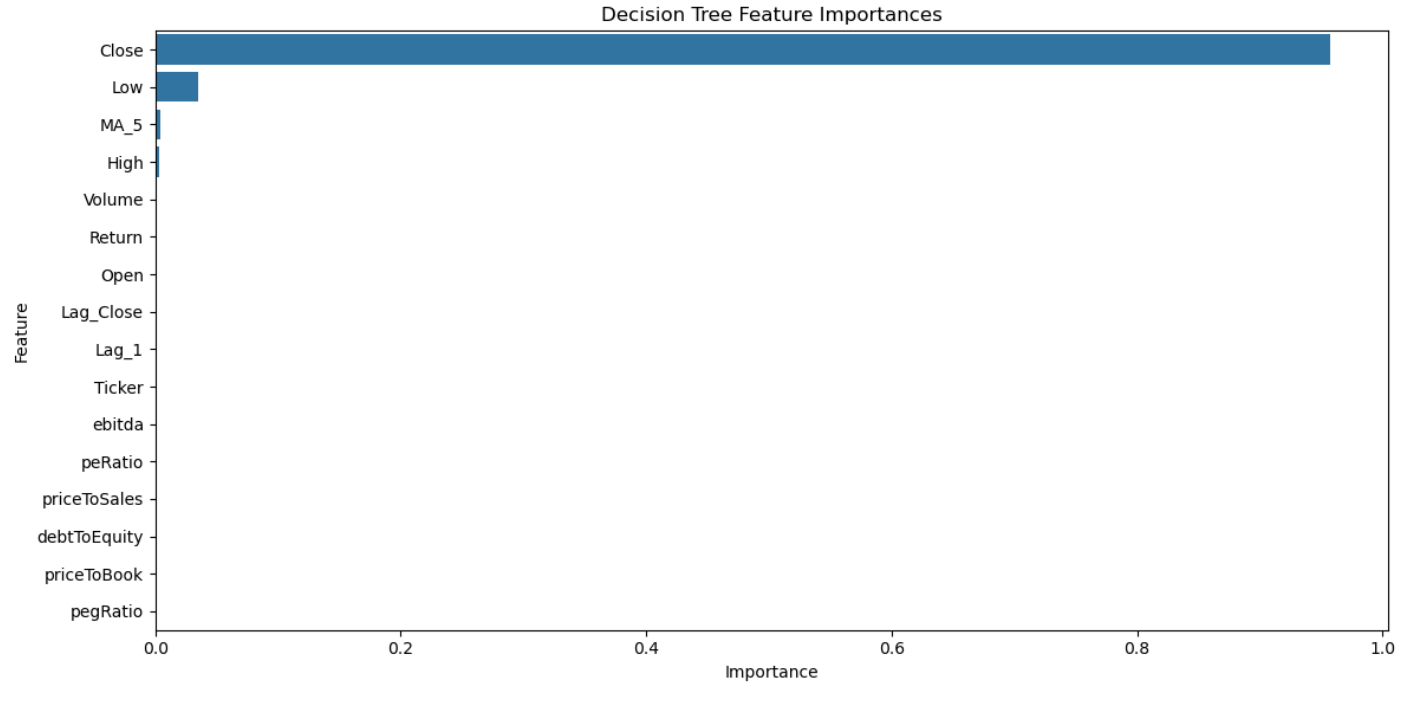 Decision Tree Feature Importances
Close
Low
MA_5
High
Volume
Return
Open
Lag_Close
Lag_1
Ticker
ebitda
peRatio
priceToSales
debtToEquity
priceToBook
pegRatio
Feature
0.0 0.2 0.4 0.6 0.8 1.0
Importance